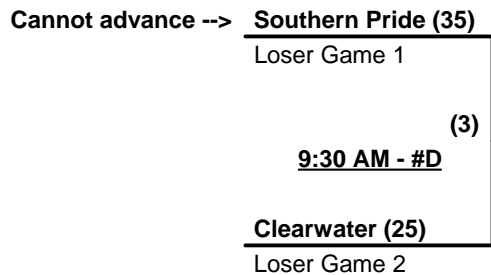 Cannot advance --> Southern Pride (35)
Loser Game 1
(3)
9:30 AM - #D
Clearwater (25)
Loser Game 2